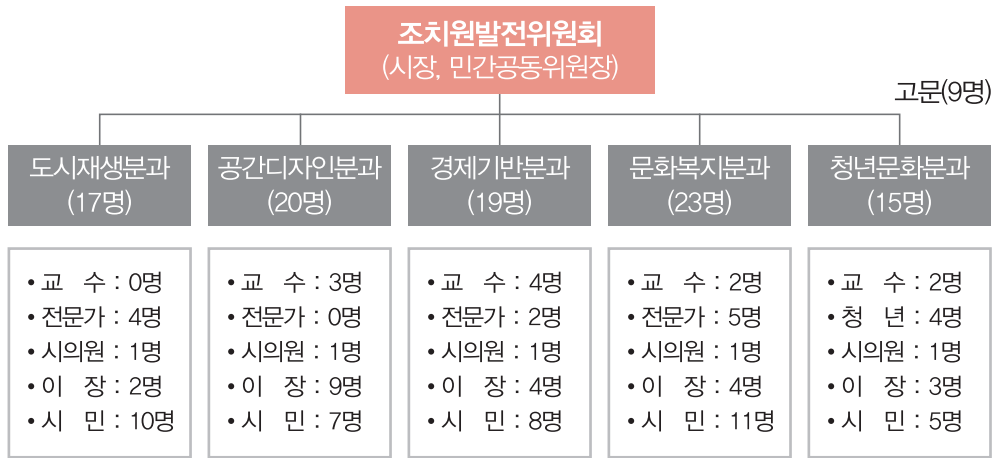 조치원발전위원회
(시장, 민간공동위원장)
고문(9명)
도시재생분과
(17명)
공간디자인분과
(20명)
경제기반분과
(19명)
문화복지분과
(23명)
청년문화분과
(15명)
• 교 수 : 0명
• 전문가 : 4명
• 시의원 : 1명
• 이 장 : 2명
• 시 민 : 10명
• 교 수 : 3명
• 전문가 : 0명
• 시의원 : 1명
• 이 장 : 9명
• 시 민 : 7명
• 교 수 : 4명
• 전문가 : 2명
• 시의원 : 1명
• 이 장 : 4명
• 시 민 : 8명
• 교 수 : 2명
• 전문가 : 5명
• 시의원 : 1명
• 이 장 : 4명
• 시 민 : 11명
• 교 수 : 2명
• 청 년 : 4명
• 시의원 : 1명
• 이 장 : 3명
• 시 민 : 5명